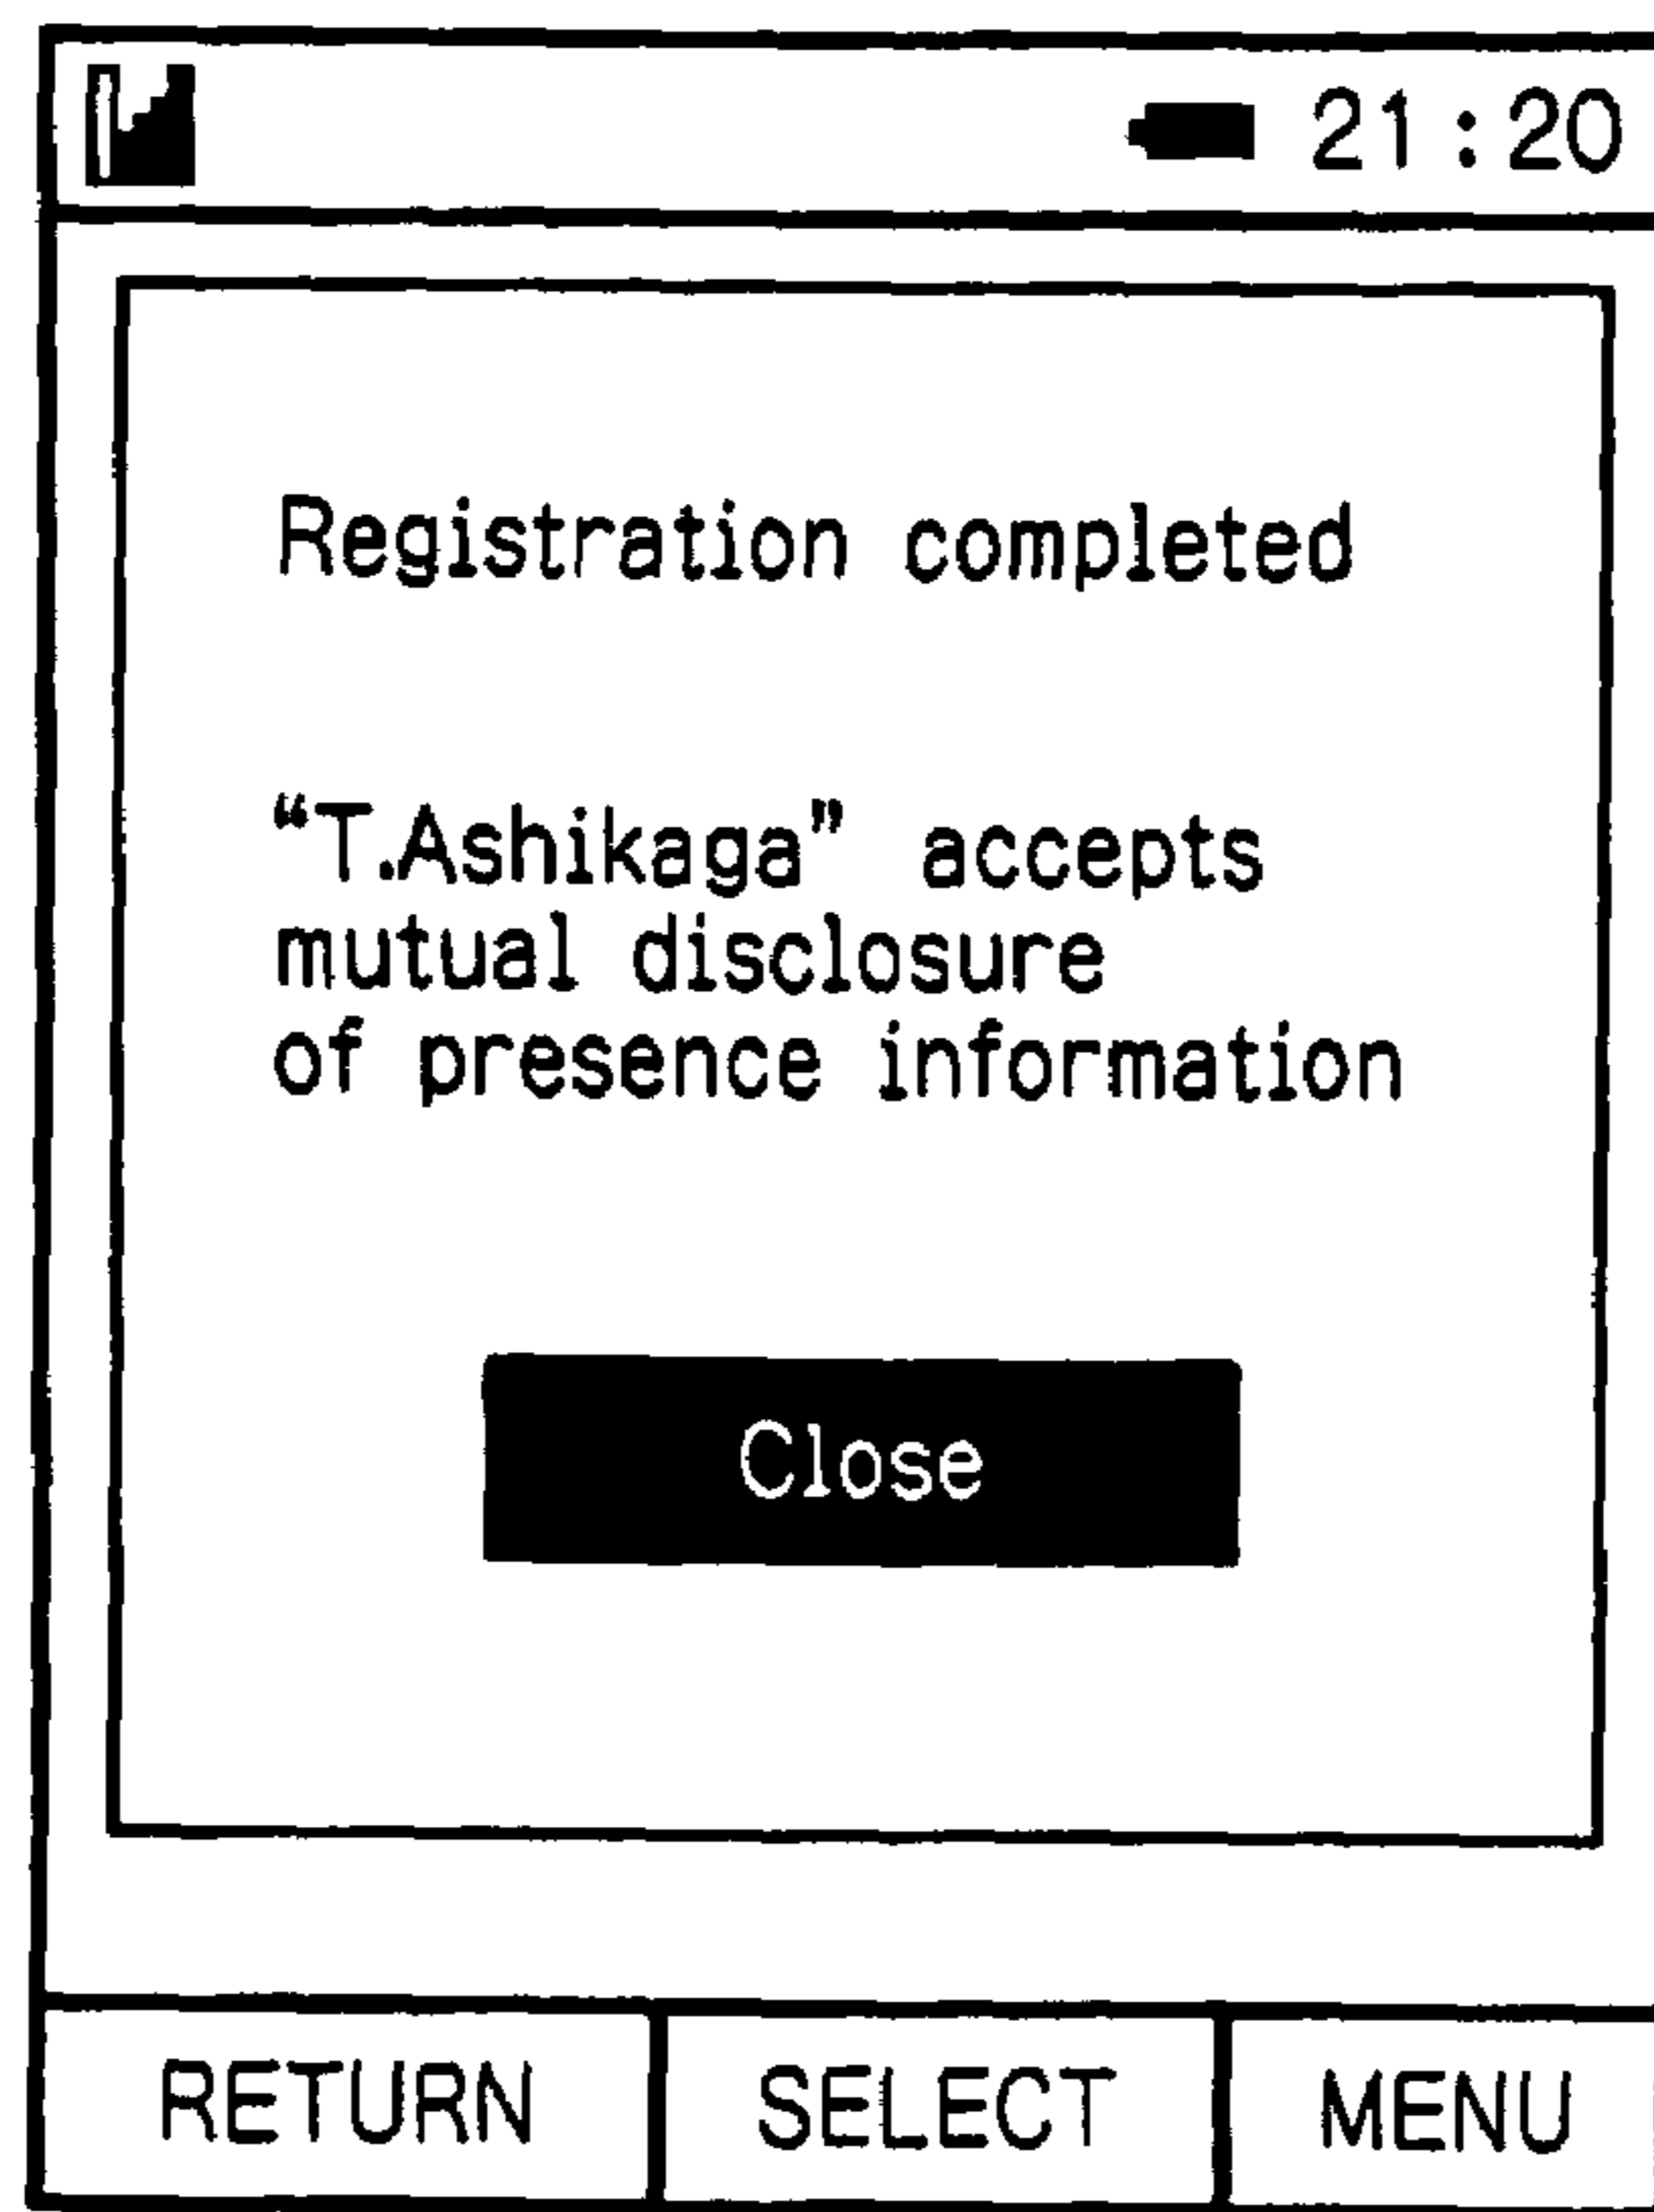 21:20
Registration completed
“T.Ashikaga” accepts
mutual disclosure
of presence information
Close
RETURN SELECT MENU